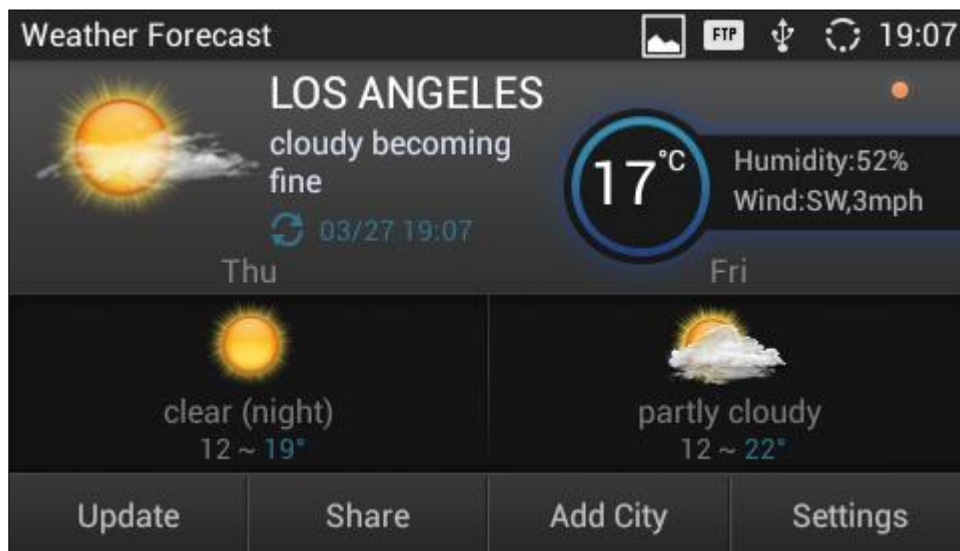 Weather Forecast FTP 19:07
LOS ANGELES
cloudy becoming
fine
03/27 19:07
17°C
Humidity:52%
Wind:SW,3mph
Thu Fri
clear (night) partly cloudy
12 ~ 19° 12 ~ 22°
Update Share Add City Settings